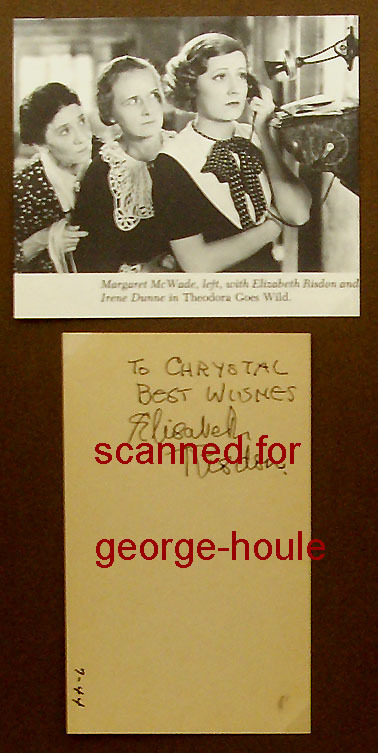 Margaret McWade, left, with Elizabeth Risdon and
Irene Dunne in Theodora Goes Wild.
To CHRYSTAL
BEST WISHES
Elisabeth
Risdon.
scanned for
george-houle
7-44